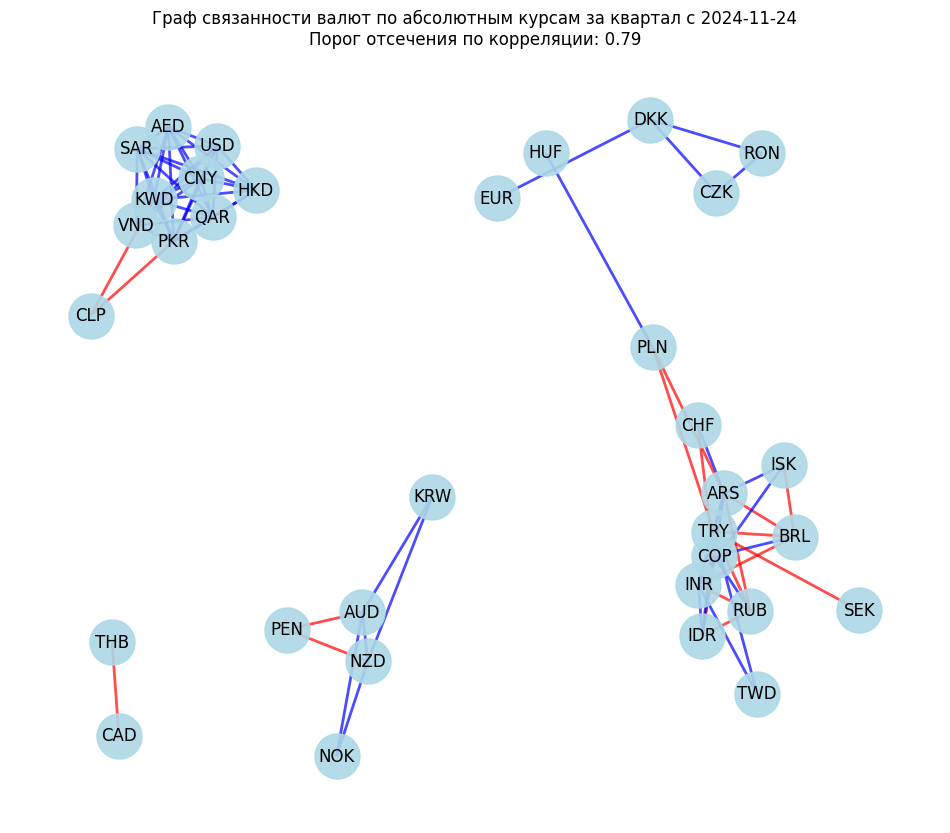 Граф связанности валют по абсолютным курсам за квартал с 2024-11-24
Порог отсечения по корреляции: 0.79
AED
SAR
USD
CNY
HKD
KWD
VND
QAR
PKR
CLP
DKK
HUF
RON
EUR
CZK
PLN
CHF
ISK
ARS
KRW
TRY
BRL
COP
INR
RUB
SEK
IDR
AUD
PEN
NZD
THB
TWD
CAD
NOK